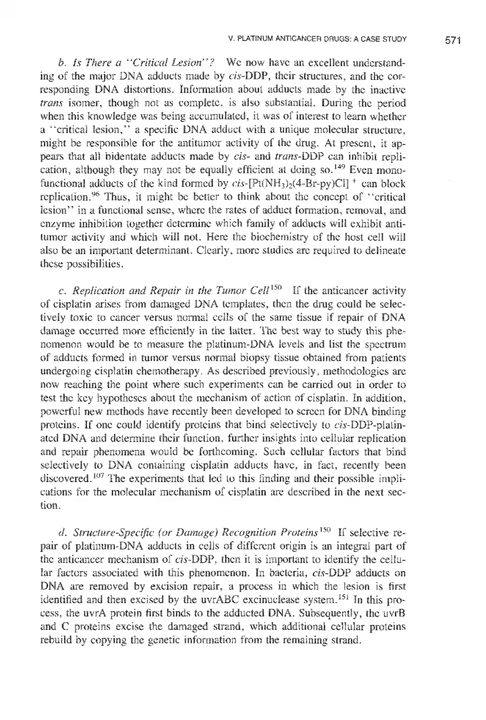 V. PLATINUM ANTICANCER DRUGS: A CASE STUDY 571
b. Is There a "Critical Lesion"? We now have an excellent understand-
ing of the major DNA adducts made by cis-DDP, their structures, and the cor-
responding DNA distortions. Information about adducts made by the inactive
trans isomer, though not as complete, is also substantial. During the period
when this knowledge was being accumulated, it was of interest to learn whether
a "critical lesion," a specific DNA adduct with a unique molecular structure,
might be responsible for the antitumor activity of the drug. At present, it ap-
pears that all bidentate adducts made by cis- and trans-DDP can inhibit repli-
cation, although they may not be equally efficient at doing so.149 Even mono-
functional adducts of the kind formed by cis-[Pt(NH3)2(4-Br-py)Cl]+ can block
replication.96 Thus, it might be better to think about the concept of "critical
lesion" in a functional sense, where the rates of adduct formation, removal, and
enzyme inhibition together determine which family of adducts will exhibit anti-
tumor activity and which will not. Here the biochemistry of the host cell will
also be an important determinant. Clearly, more studies are required to delineate
these possibilities.
c. Replication and Repair in the Tumor Cell150 If the anticancer activity
of cisplatin arises from damaged DNA templates, then the drug could be selec-
tively toxic to cancer versus normal cells of the same tissue if repair of DNA
damage occurred more efficiently in the latter. The best way to study this phe-
nomenon would be to measure the platinum-DNA levels and list the spectrum
of adducts formed in tumor versus normal biopsy tissue obtained from patients
undergoing cisplatin chemotherapy. As described previously, methodologies are
now reaching the point where such experiments can be carried out in order to
test the key hypotheses about the mechanism of action of cisplatin. In addition,
powerful new methods have recently been developed to screen for DNA binding
proteins. If one could identify proteins that bind selectively to cis-DDP-platin-
ated DNA and determine their function, further insights into cellular replication
and repair phenomena would be forthcoming. Such cellular factors that bind
selectively to DNA containing cisplatin adducts have, in fact, recently been
discovered.107 The experiments that led to this finding and their possible impli-
cations for the molecular mechanism of cisplatin are described in the next sec-
tion.
d. Structure-Specific (or Damage) Recognition Proteins150 If selective re-
pair of platinum-DNA adducts in cells of different origin is an integral part of
the anticancer mechanism of cis-DDP, then it is important to identify the cellu-
lar factors associated with this phenomenon. In bacteria, cis-DDP adducts on
DNA are removed by excision repair, a process in which the lesion is first
identified and then excised by the uvrABC excinuclease system.151 In this pro-
cess, the uvrA protein first binds to the adducted DNA. Subsequently, the uvrB
and C proteins excise the damaged strand, which additional cellular proteins
rebuild by copying the genetic information from the remaining strand.